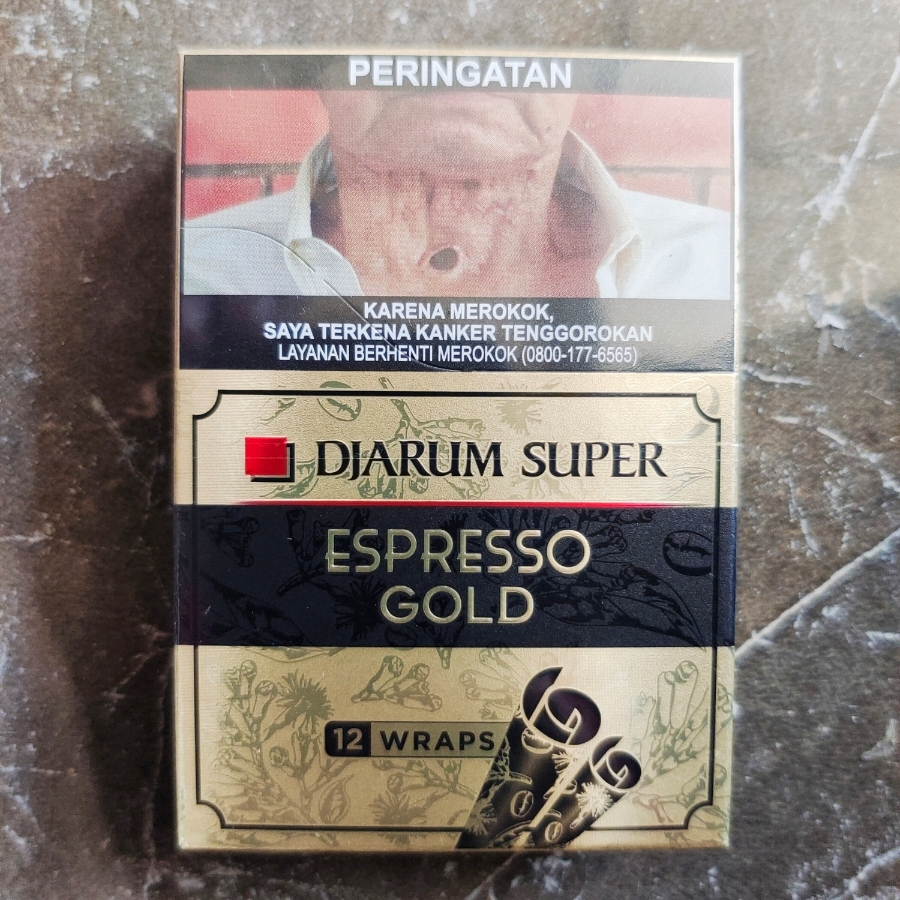 PERINGATAN
KARENA MEROKOK,
SAYA TERKENA KANKER TENGGOROKAN
LAYANAN BERHENTI MEROKOK (0800-177-6565)
DJARUM SUPER
ESPRESSO
GOLD
12 WRAPS